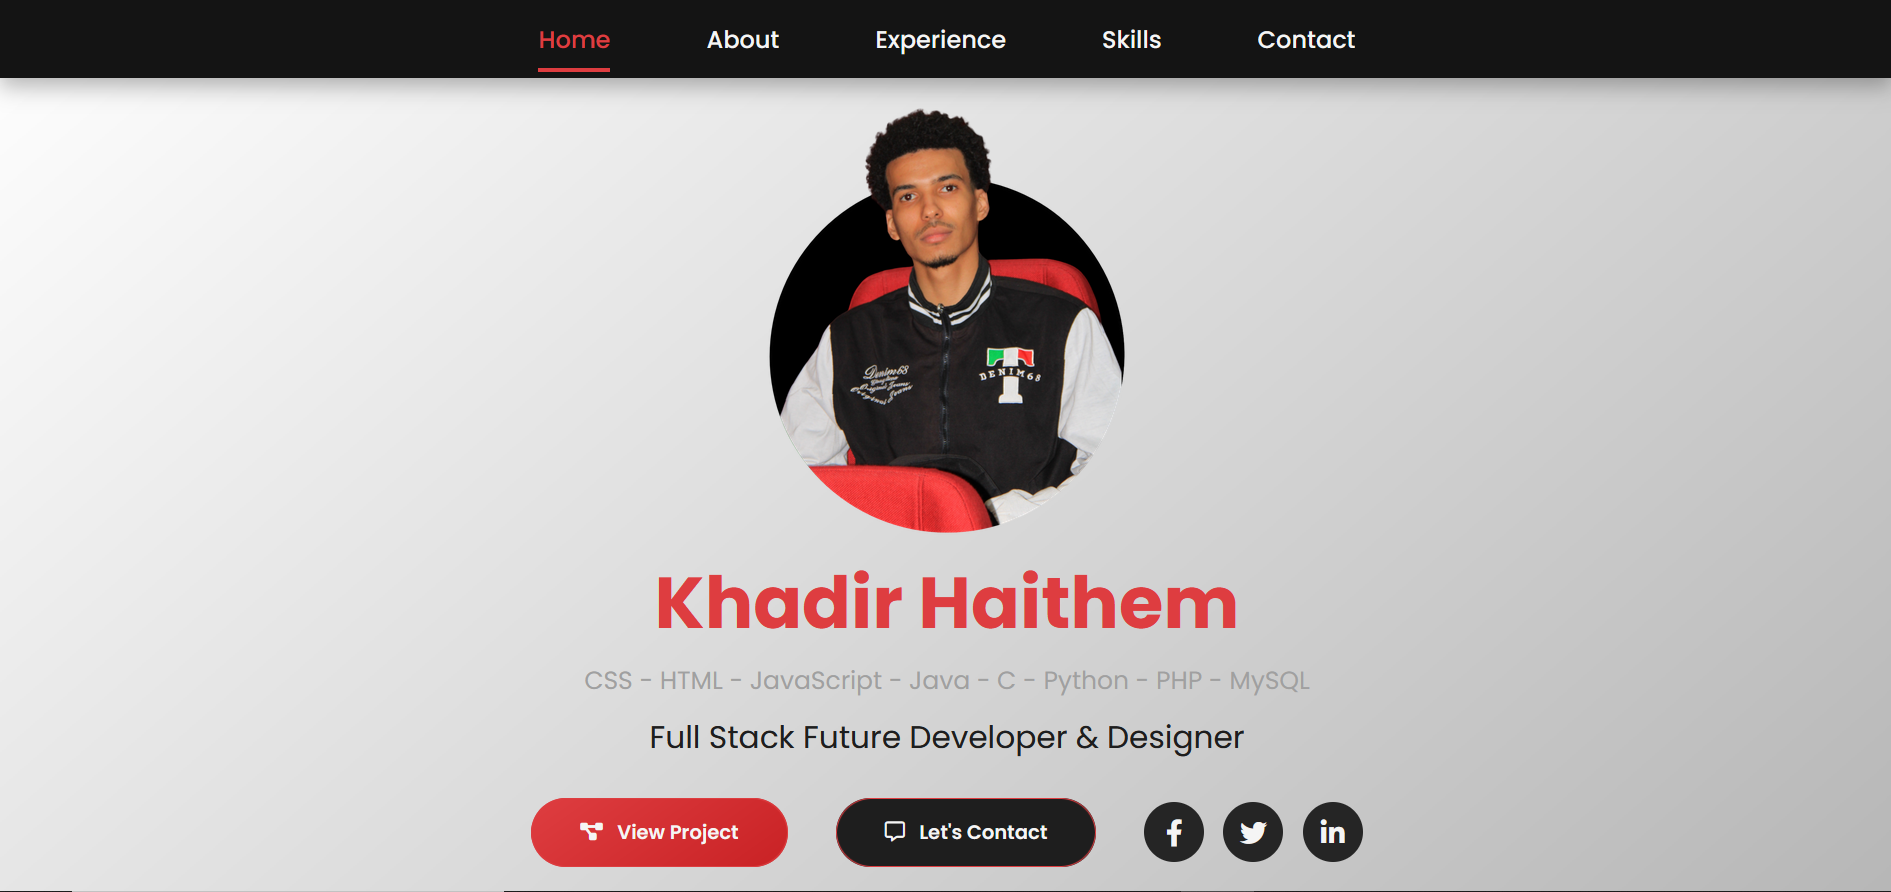 Home About Experience Skills Contact
Denim68
DENIM68
T
Khadir Haithem
CSS - HTML - JavaScript - Java - C - Python - PHP - MySQL
Full Stack Future Developer & Designer
View Project Let's Contact